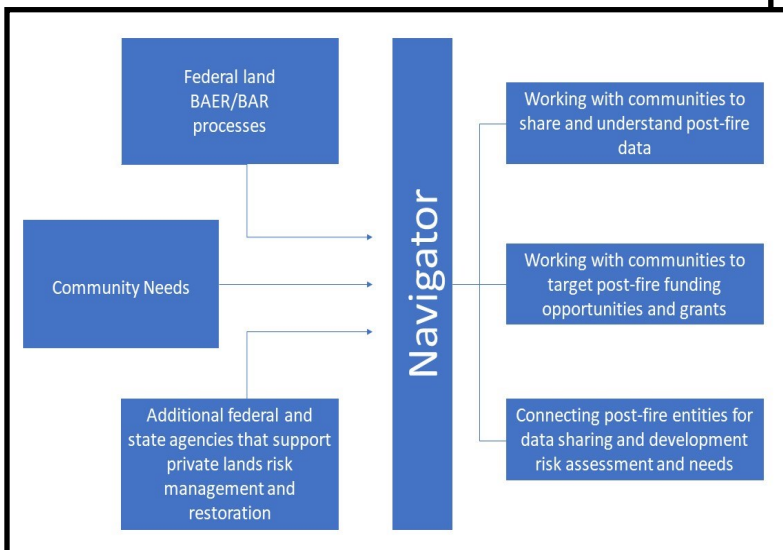 Federal land
BAER/BAR
processes
Community Needs
Additional federal and
state agencies that support
private lands risk
management and
restoration
Navigator
Working with communities to
share and understand post-fire
data
Working with communities to
target post-fire funding
opportunities and grants
Connecting post-fire entities for
data sharing and development
risk assessment and needs